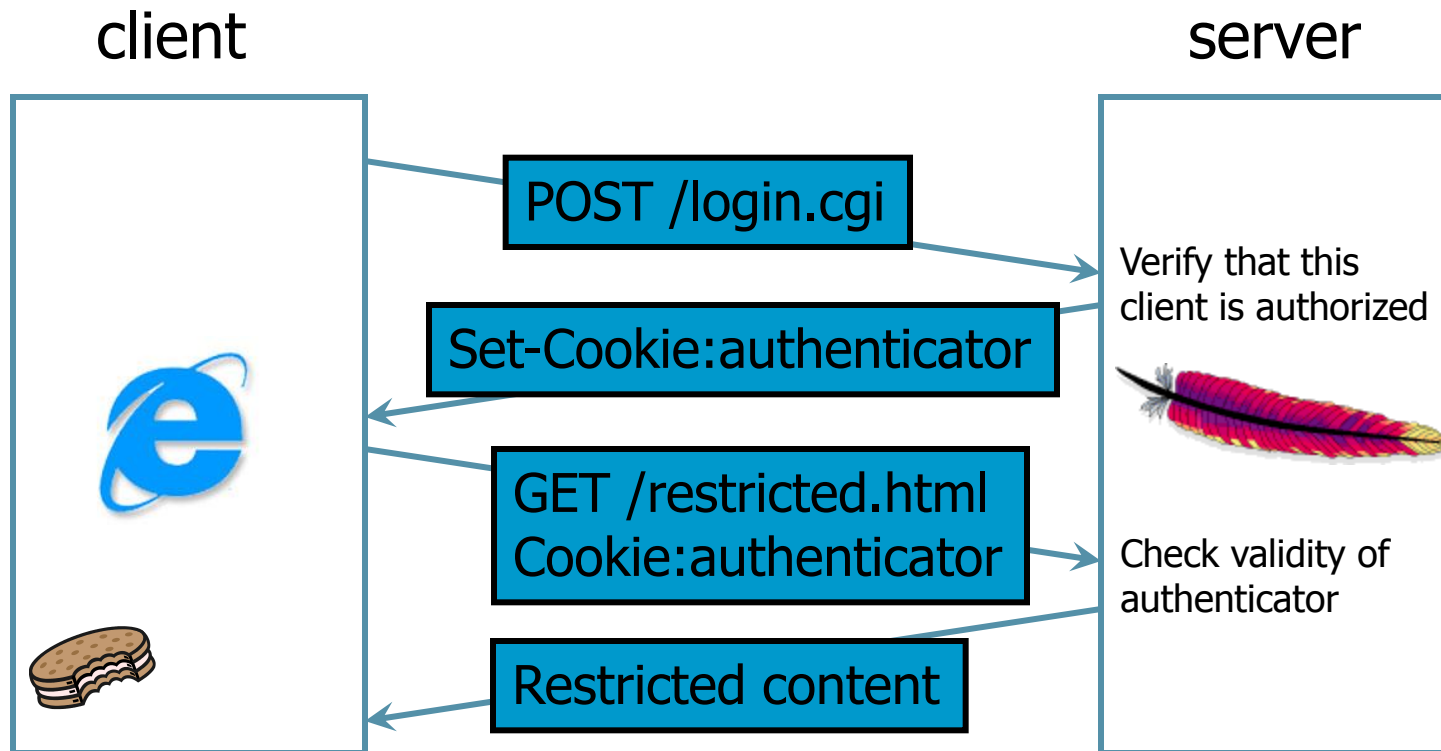 client
server
POST /login.cgi
Verify that this
client is authorized
Set-Cookie:authenticator
GET /restricted.html
Cookie:authenticator
Check validity of
authenticator
Restricted content